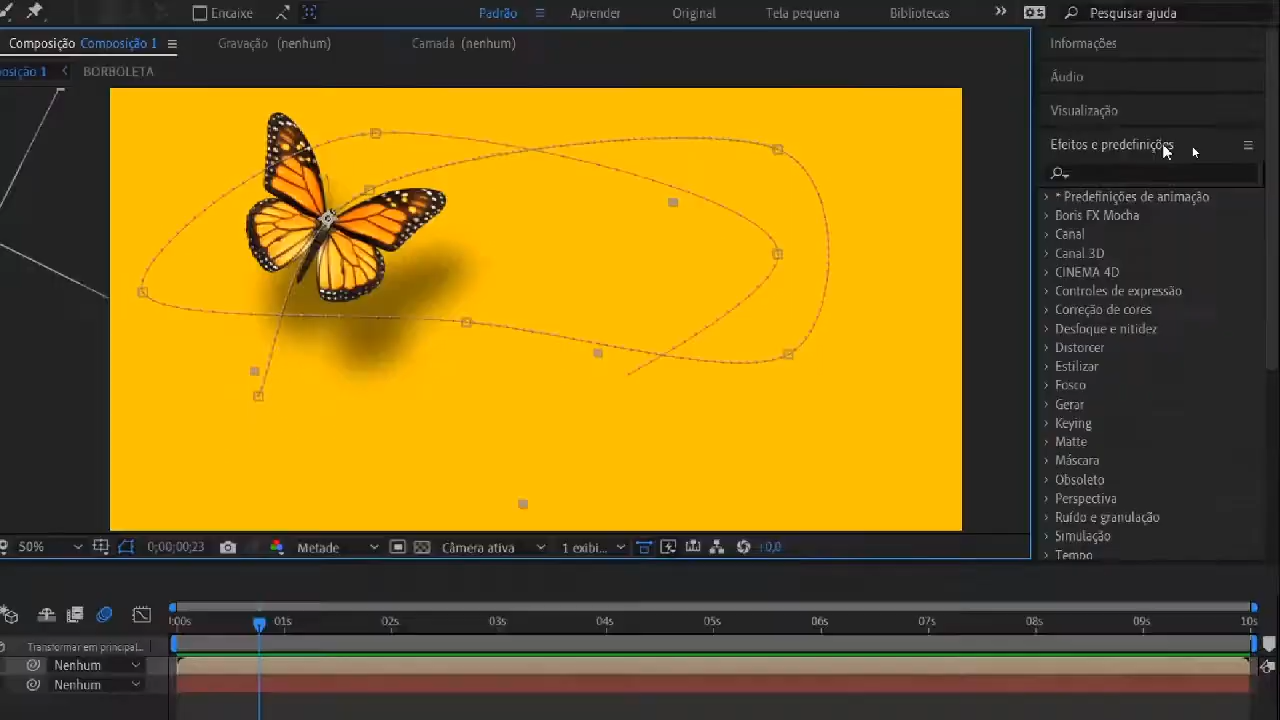 Encaixe Padrão Aprender Original Tela pequena Bibliotecas Pesquisar ajuda
Composição Composição 1 Gravação (nenhum) Camada (nenhum)
posição 1 BORBOLETA
Informações
Áudio
Visualização
Efeitos e predefinições
* Predefinições de animação
Boris FX Mocha
Canal
Canal 3D
CINEMA 4D
Controles de expressão
Correção de cores
Desfoque e nitidez
Distorcer
Estilizar
Fosco
Gerar
Keying
Matte
Máscara
Obsoleto
Perspectiva
Ruído e granulação
Simulação
Tempo
50% 0;00;00;23 Metade Câmera ativa 1 exibi... +0,0
:00s 01s 02s 03s 04s 05s 06s 07s 08s 09s 10s
Transformar em principal...
Nenhum
Nenhum